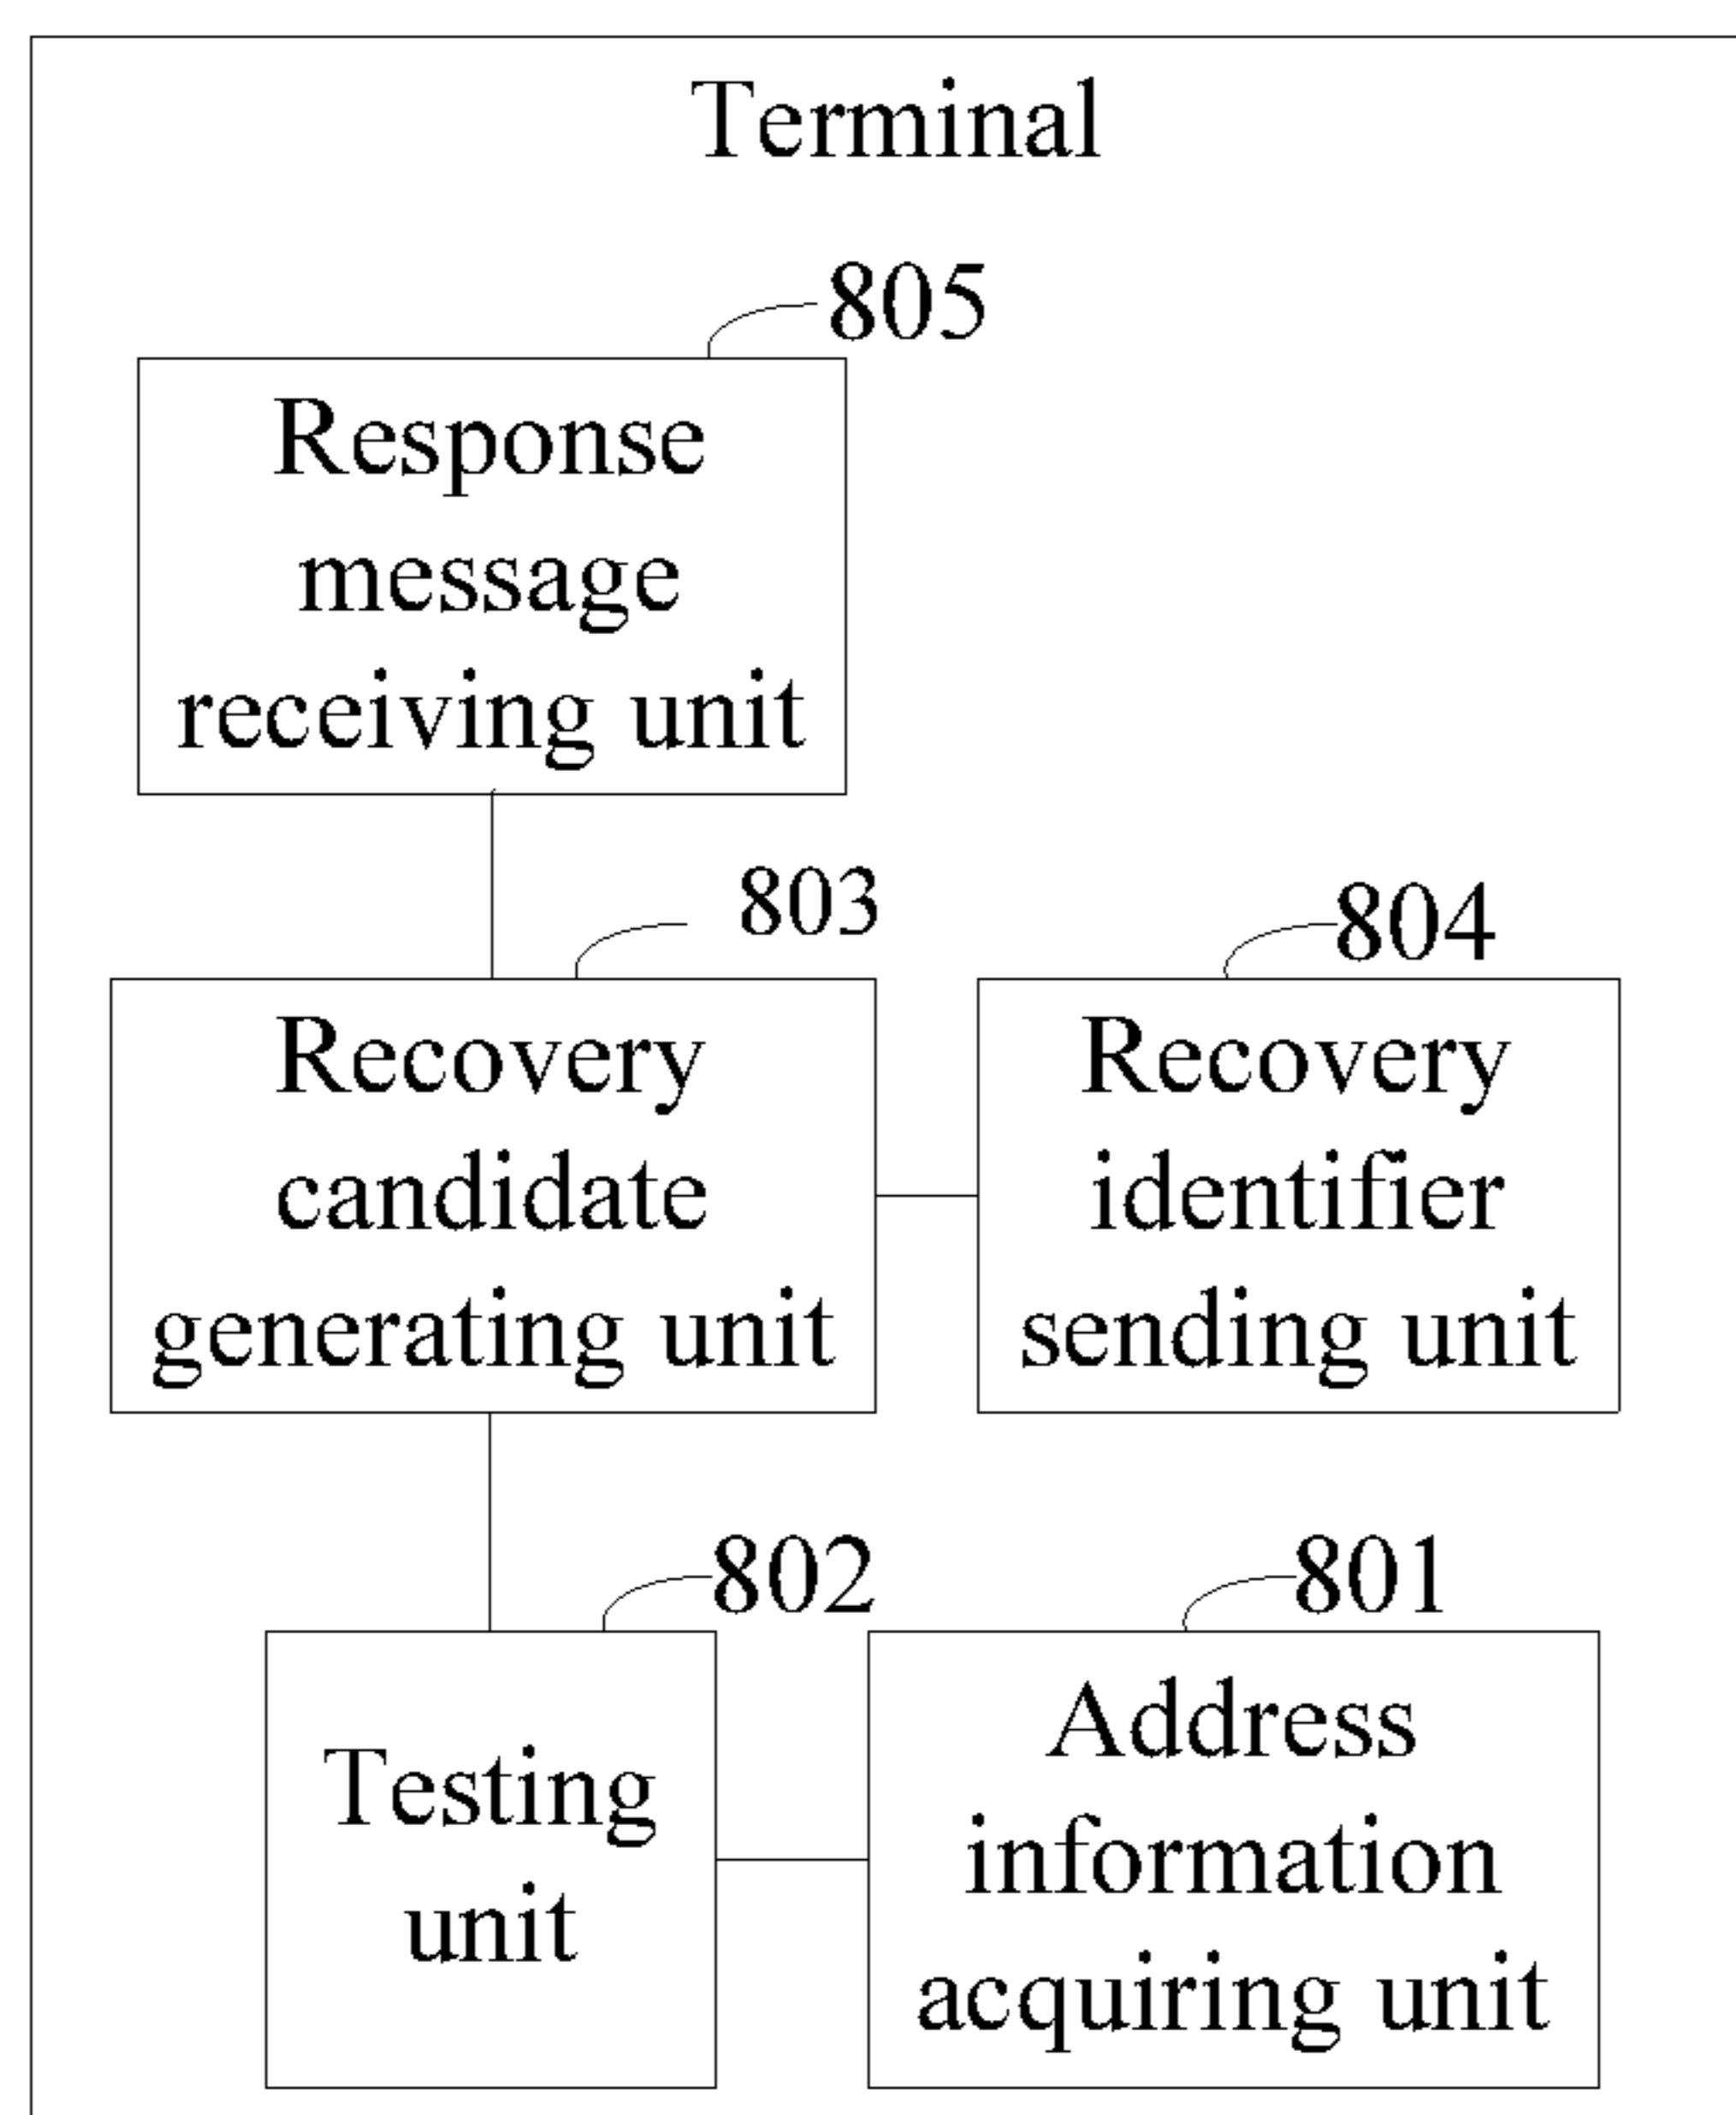 Terminal
805
Response
message
receiving unit
803
Recovery
candidate
generating unit
804
Recovery
identifier
sending unit
802
Testing
unit
801
Address
information
acquiring unit